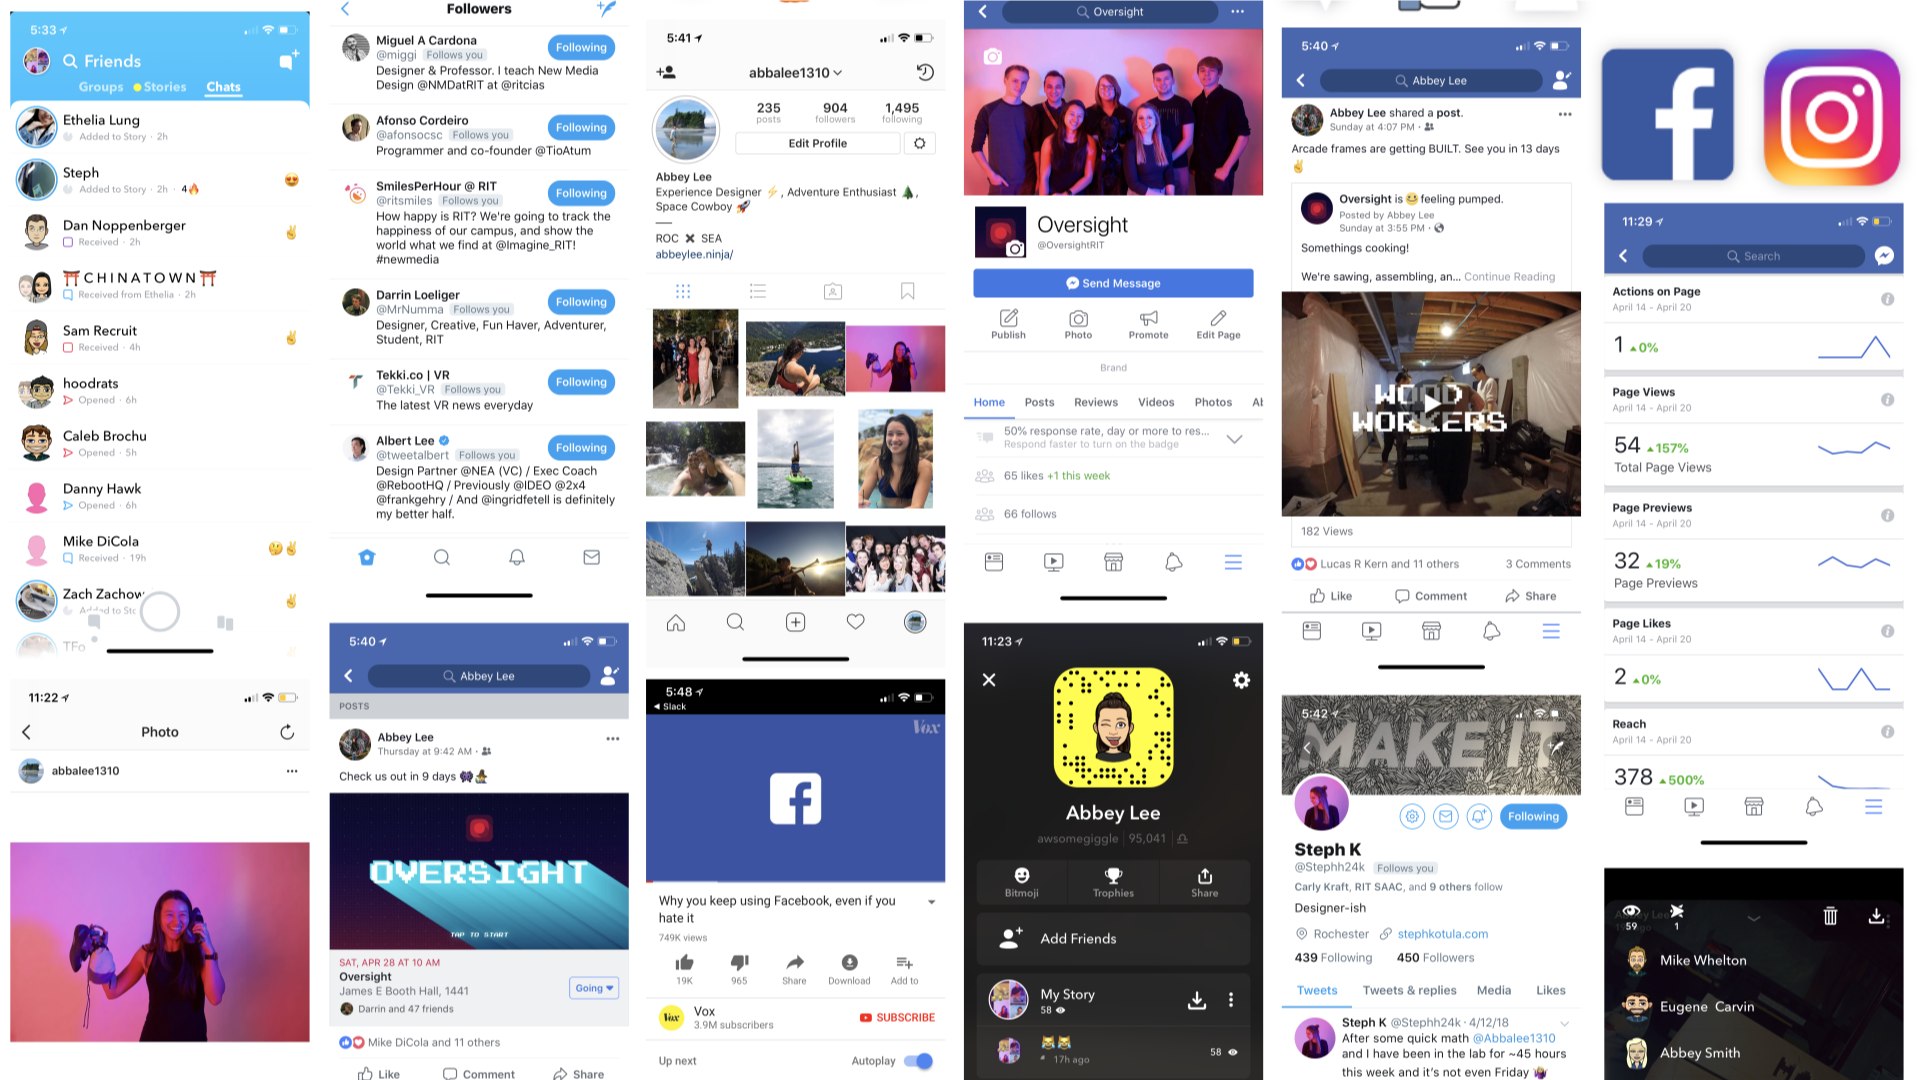 5:33
Friends
Groups
Stories
Chats
Ethelia Lung
Added to Story · 2h
Steph
Added to Story · 2h · 4🔥
Dan Noppenberger
Received · 2h
⛩CHINATOWN⛩
Received from Ethelia · 2h
Sam Recruit
Received · 4h
hoodrats
Opened · 6h
Caleb Brochu
Opened · 5h
Danny Hawk
Opened · 6h
Mike DiCola
Received · 19h
Zach Zachow
Added to Stc
TFo
11:22
Photo
abbalee1310
Followers
Miguel A Cardona
Following
@miggi Follows you
Designer & Professor. I teach New Media
Design @NMDatRIT at @ritcias
Afonso Cordeiro
Following
@afonsocsc Follows you
Programmer and co-founder @TioAtum
SmilesPerHour @ RIT
Following
@ritsmiles Follows you
How happy is RIT? We're going to track the
happiness of our campus, and show the
world what we find at @Imagine_RIT!
#newmedia
Darrin Loeliger
Following
@MrNumma Follows you
Designer, Creative, Fun Haver, Adventurer,
Student, RIT
Tekki.co | VR
Following
@Tekki_VR Follows you
The latest VR news everyday
Albert Lee
Following
@tweetalbert Follows you
Design Partner @NEA (VC) / Exec Coach
@RebootHQ / Previously @IDEO @2x4
@frankgehry / And @ingridfetell is definitely
my better half.
5:40
Abbey Lee
POSTS
Abbey Lee
Thursday at 9:42 AM ·
Check us out in 9 days
OVERSIGHT
TAP TO START
SAT, APR 28 AT 10 AM
Oversight
James E Booth Hall, 1441
Going
Darrin and 47 friends
Mike DiCola and 11 others
Like
Comment
Share
5:41
abbalee1310
235
904
1,495
posts
followers
following
Edit Profile
Abbey Lee
Experience Designer ⚡, Adventure Enthusiast 🌲,
Space Cowboy 🚀
ROC ✖ SEA
abbeylee.ninja/
5:48
Slack
Vox
Why you keep using Facebook, even if you
hate it
749K views
19K
965
Share
Download
Add to
Vox
Vox
3.9M subscribers
SUBSCRIBE
Up next
Autoplay
Oversight
Oversight
@OversightRIT
Send Message
Publish
Photo
Promote
Edit Page
Brand
Home
Posts
Reviews
Videos
Photos
Al
50% response rate, day or more to res...
Respond faster to turn on the badge
65 likes +1 this week
66 follows
11:23
Abbey Lee
awsomegiggle | 95,041
Bitmoji
Trophies
Share
Add Friends
My Story
58
17h ago
58
5:40
Abbey Lee
Abbey Lee shared a post.
Sunday at 4:07 PM ·
Arcade frames are getting BUILT. See you in 13 days
Oversight is feeling pumped.
Posted by Abbey Lee
Sunday at 3:55 PM ·
Somethings cooking!
We're sawing, assembling, an... Continue Reading
WOOD
WORKERS
182 Views
Lucas R Kern and 11 others
3 Comments
Like
Comment
Share
5:42
MAKE IT
Following
Steph K
@Stephh24k Follows you
Carly Kraft, RIT SAAC, and 9 others follow
Designer-ish
Rochester
stephkotula.com
439 Following
450 Followers
Tweets
Tweets & replies
Media
Likes
Steph K @Stephh24k · 4/12/18
After some quick math @Abbalee1310
and I have been in the lab for ~45 hours
this week and it's not even Friday
11:29
Search
Actions on Page
April 14 - April 20
1 0%
Page Views
April 14 - April 20
54 157%
Total Page Views
Page Previews
April 14 - April 20
32 19%
Page Previews
Page Likes
April 14 - April 20
2 0%
Reach
April 14 - April 20
378 500%
59
1
Mike Whelton
Eugene Carvin
Abbey Smith